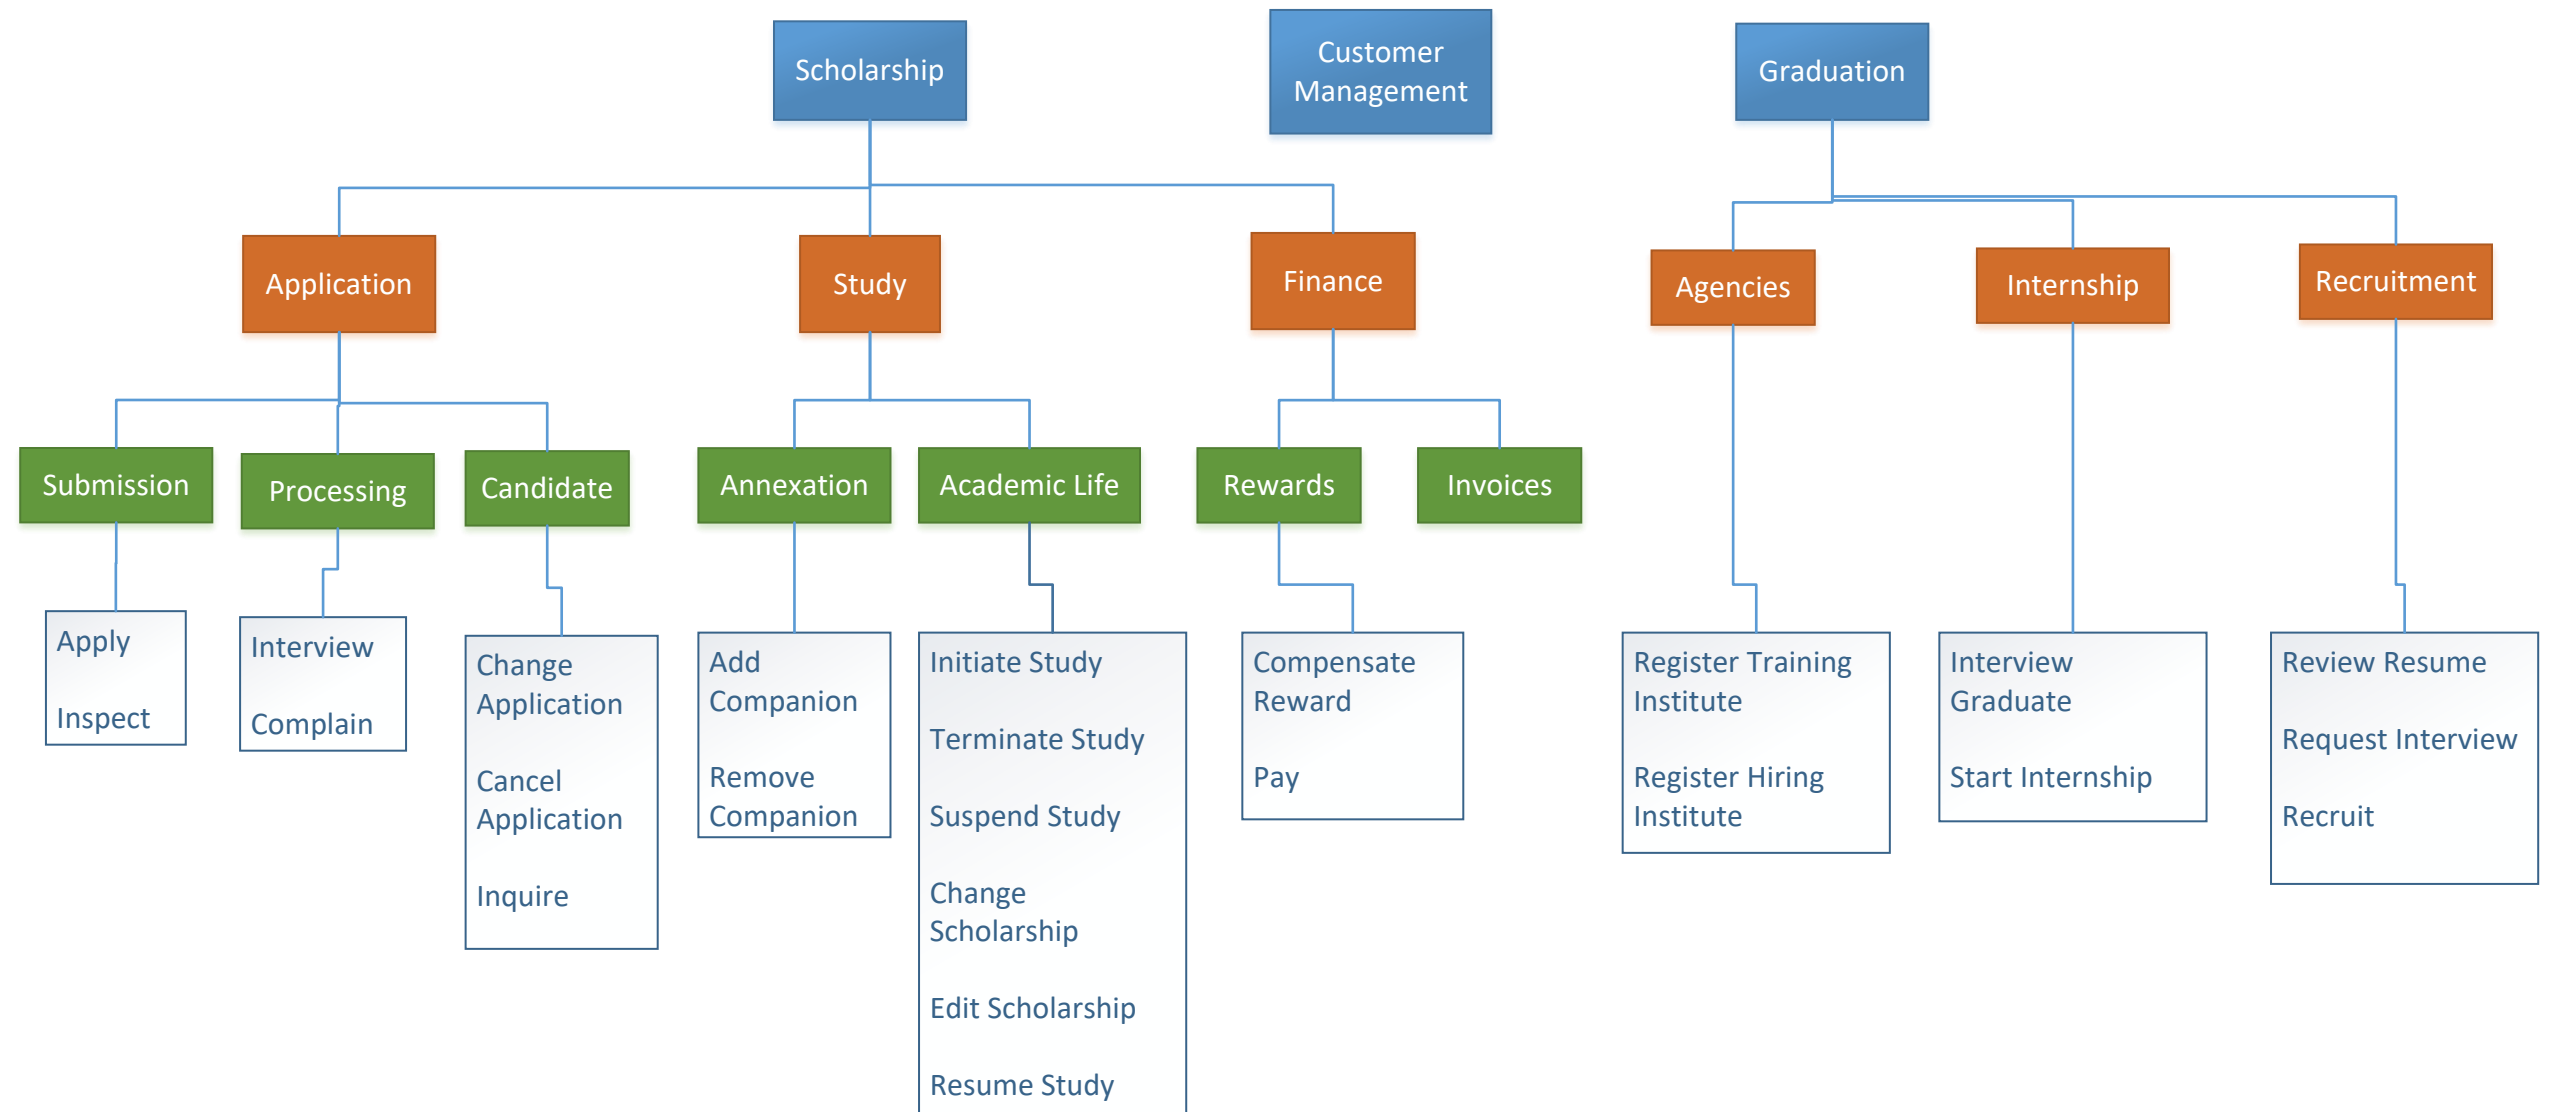 Scholarship
Customer
Management
Graduation
Application
Study
Finance
Agencies
Internship
Recruitment
Submission
Processing
Candidate
Annexation
Academic Life
Rewards
Invoices
Apply
Inspect
Interview
Complain
Change
Application
Cancel
Application
Inquire
Add
Companion
Remove
Companion
Initiate Study
Terminate Study
Suspend Study
Change
Scholarship
Edit Scholarship
Resume Study
Compensate
Reward
Pay
Register Training
Institute
Register Hiring
Institute
Interview
Graduate
Start Internship
Review Resume
Request Interview
Recruit